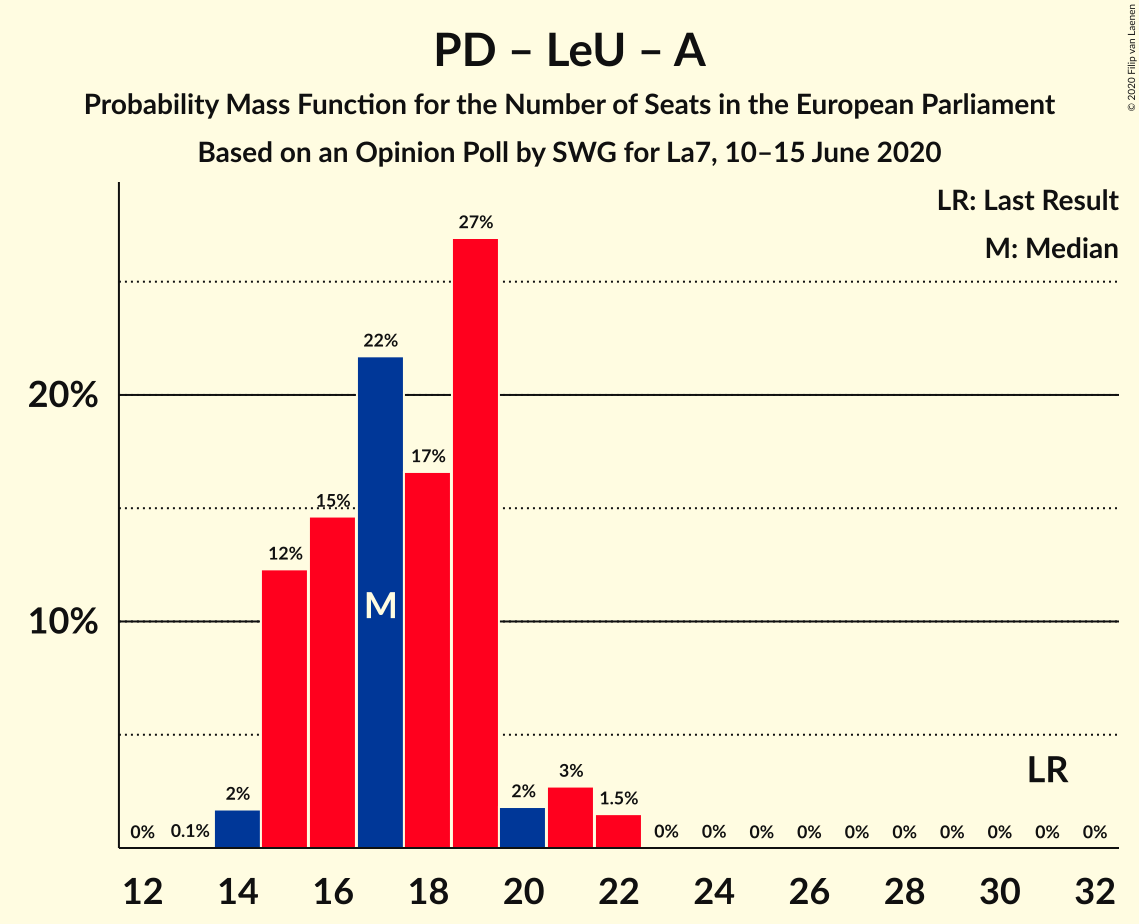 © 2020 Filip van Laenen
PD – LeU – A
Probability Mass Function for the Number of Seats in the European Parliament
Based on an Opinion Poll by SWG for La7, 10–15 June 2020
LR: Last Result
M: Median
27%
22%
20%
17%
15%
12%
M
10%
LR
3%
2%
2%
1.5%
0% 0.1% 0% 0% 0% 0% 0% 0% 0% 0% 0% 0%
12 14 16 18 20 22 24 26 28 30 32